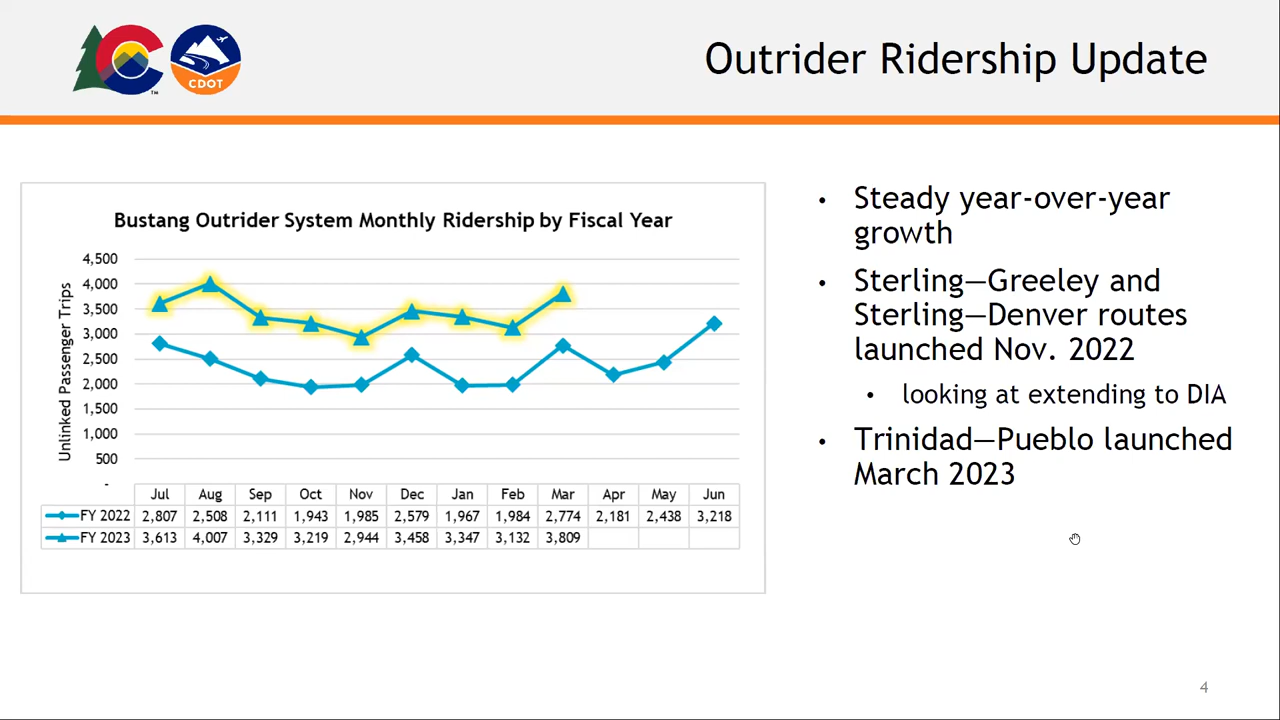 CDOT
Outrider Ridership Update
Bustang Outrider System Monthly Ridership by Fiscal Year
Unlinked Passenger Trips
4,500
4,000
3,500
3,000
2,500
2,000
1,500
1,000
500
-
Jul Aug Sep Oct Nov Dec Jan Feb Mar Apr May Jun
FY 2022 2,807 2,508 2,111 1,943 1,985 2,579 1,967 1,984 2,774 2,181 2,438 3,218
FY 2023 3,613 4,007 3,329 3,219 2,944 3,458 3,347 3,132 3,809
• Steady year-over-year
growth
• Sterling—Greeley and
Sterling—Denver routes
launched Nov. 2022
• looking at extending to DIA
• Trinidad—Pueblo launched
March 2023
4